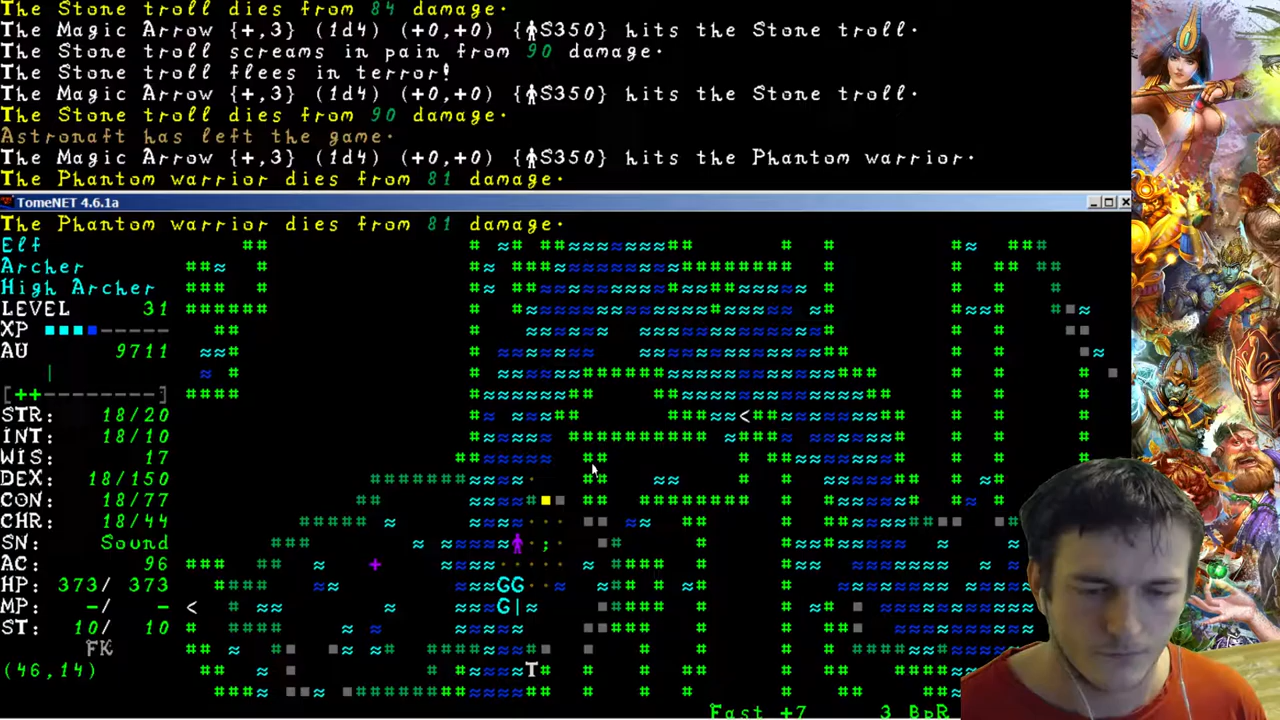 The Stone troll dies from 84 damage.
The Magic Arrow {+,3} (1d4) (+0,+0) {S350} hits the Stone troll.
The Stone troll screams in pain from 90 damage.
The Stone troll flees in terror!
The Magic Arrow {+,3} (1d4) (+0,+0) {S350} hits the Stone troll.
The Stone troll dies from 90 damage.
Astronaft has left the game.
The Magic Arrow {+,3} (1d4) (+0,+0) {S350} hits the Phantom warrior.
The Phantom warrior dies from 81 damage.
TomeNET 4.6.1a
The Phantom warrior dies from 81 damage.
Elf
Archer
High Archer
LEVEL 31
XP
AU 9711
[++---------]
STR: 18/20
INT: 18/10
WIS: 17
DEX: 18/150
CON: 18/77
CHR: 18/44
SN: Sound
AC: 96
HP: 373/ 373
MP: -/ -
ST: 10/ 10
FK
(46,14)
GG
G
T
Fast +7
3 BpR